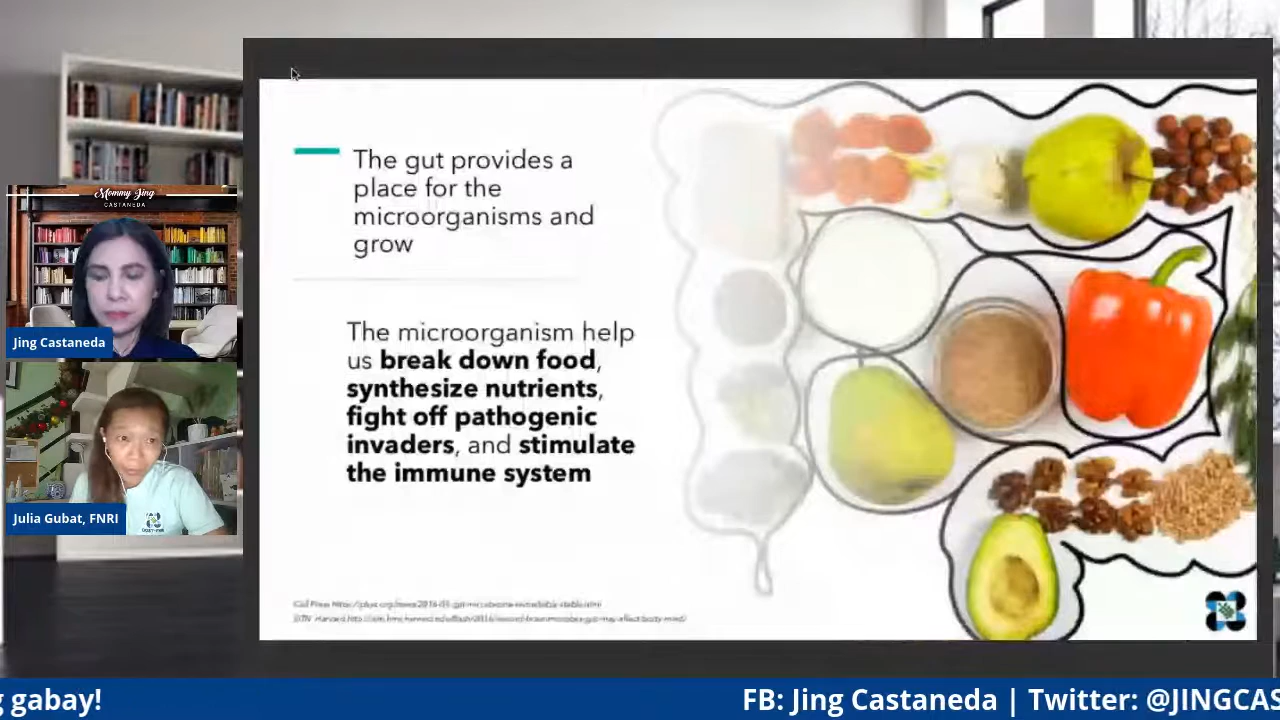 The gut provides a
place for the
microorganisms and
grow
The microorganism help
us break down food,
synthesize nutrients,
fight off pathogenic
invaders, and stimulate
the immune system
Mommy Jing
CASTANEDA
Jing Castaneda
Julia Gubat, FNRI
g gabay!
FB: Jing Castaneda | Twitter: @JINGCAS